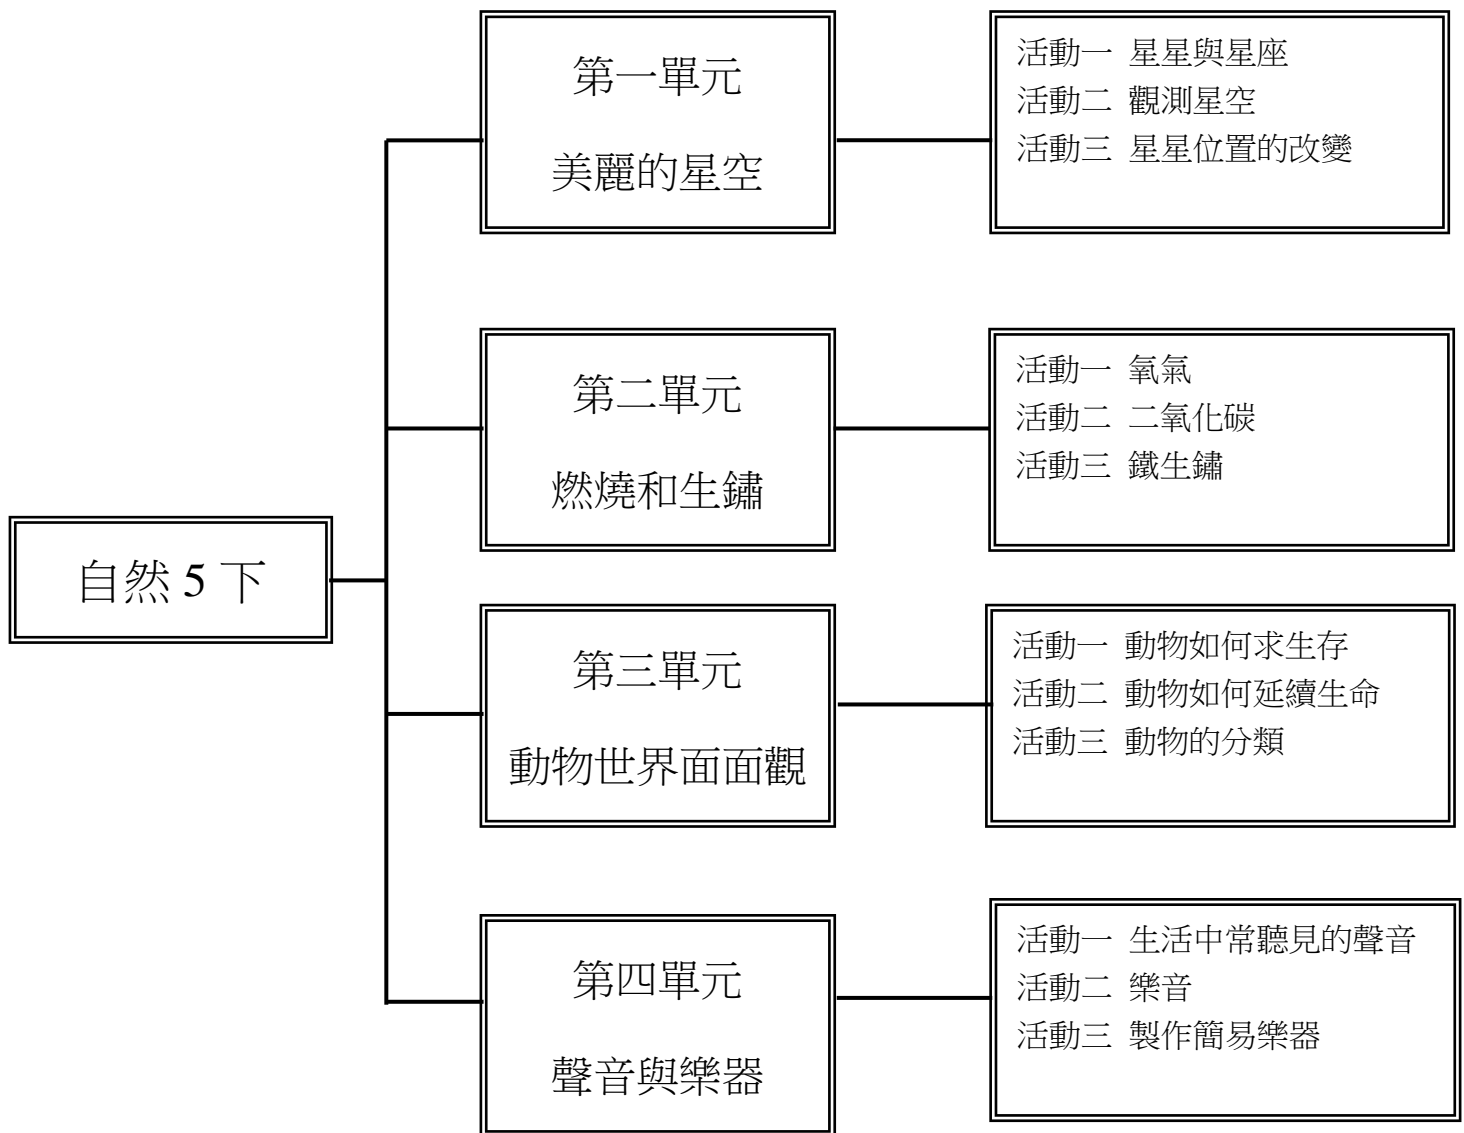 第一單元
美麗的星空
活動一 星星與星座
活動二 觀測星空
活動三 星星位置的改變
第二單元
燃燒和生鏽
活動一 氧氣
活動二 二氧化碳
活動三 鐵生鏽
自然 5 下
第三單元
動物世界面面觀
活動一 動物如何求生存
活動二 動物如何延續生命
活動三 動物的分類
第四單元
聲音與樂器
活動一 生活中常聽見的聲音
活動二 樂音
活動三 製作簡易樂器